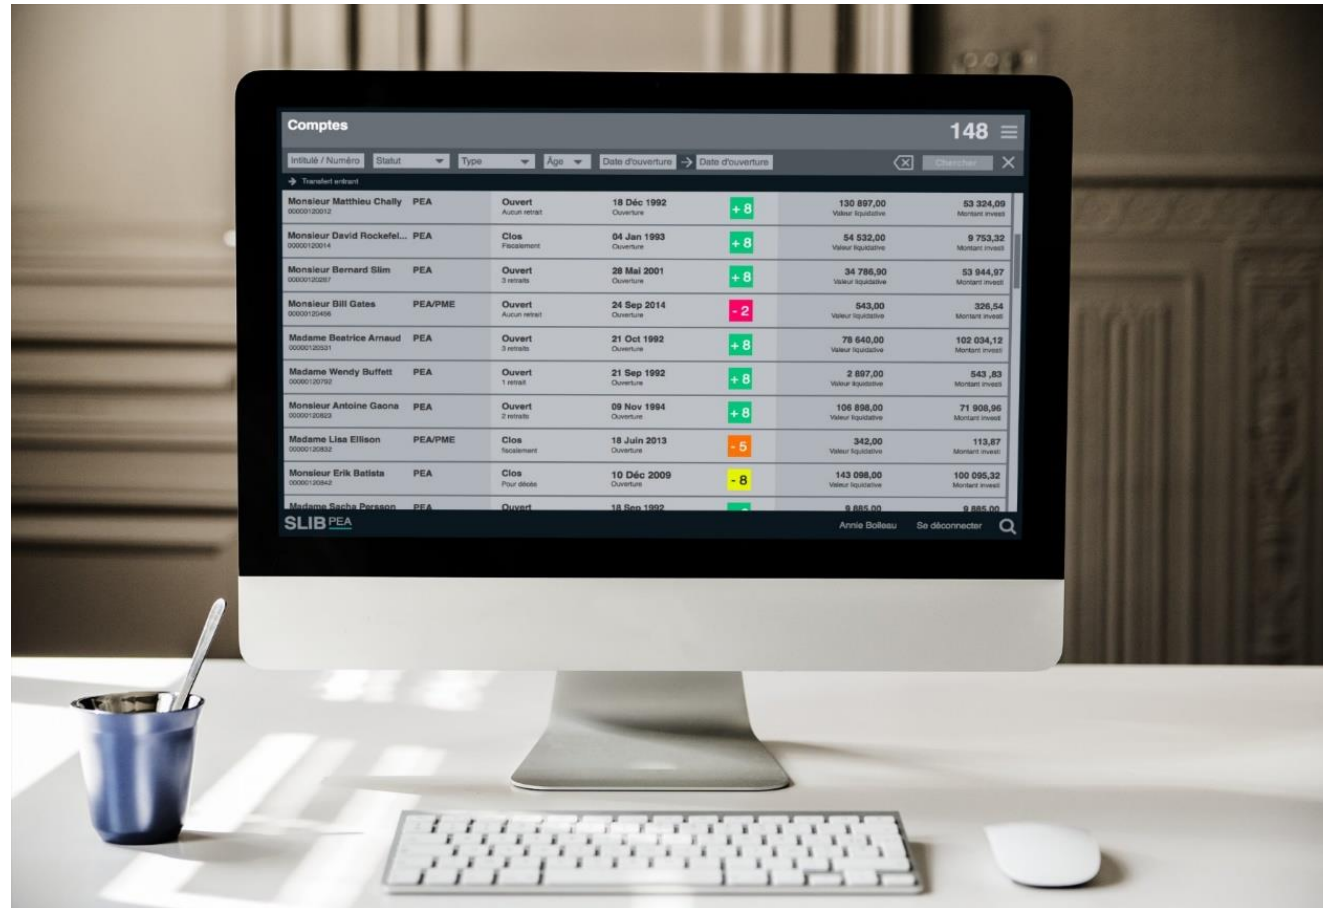 Comptes
148
Intitulé / Numéro Statut Type Âge Date d'ouverture → Date d'ouverture Chercher
→ Transfert entrant
Monsieur Matthieu Chally PEA Ouvert 18 Déc 1992 + 8 130 897,00 53 324,09
00000120012 Aucun retrait Ouverture Valeur liquidative Montant investi
Monsieur David Rockefel... PEA Clos 04 Jan 1993 + 8 54 532,00 9 753,32
00000120014 Fiscalement Ouverture Valeur liquidative Montant investi
Monsieur Bernard Slim PEA Ouvert 28 Mai 2001 + 8 34 786,90 53 944,97
00000120287 3 retraits Ouverture Valeur liquidative Montant investi
Monsieur Bill Gates PEA/PME Ouvert 24 Sep 2014 - 2 543,00 326,54
00000120456 Aucun retrait Ouverture Valeur liquidative Montant investi
Madame Beatrice Arnaud PEA Ouvert 21 Oct 1992 + 8 78 640,00 102 034,12
00000120531 3 retraits Ouverture Valeur liquidative Montant investi
Madame Wendy Buffett PEA Ouvert 21 Sep 1992 + 8 2 897,00 543 ,83
00000120792 1 retrait Ouverture Valeur liquidative Montant investi
Monsieur Antoine Gaona PEA Ouvert 09 Nov 1994 + 8 106 898,00 71 908,96
00000120823 2 retraits Ouverture Valeur liquidative Montant investi
Madame Lisa Ellison PEA/PME Clos 18 Juin 2013 - 5 342,00 113,87
00000120832 fiscalement Ouverture Valeur liquidative Montant investi
Monsieur Erik Batista PEA Clos 10 Déc 2009 - 8 143 098,00 100 095,32
00000120842 Pour décès Ouverture Valeur liquidative Montant investi
Madame Sacha Persson PEA Ouvert 18 Sep 1992 9 885,00 9 885,00
SLIB PEA Annie Boileau Se déconnecter